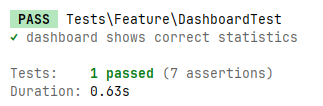 PASS Tests\Feature\DashboardTest
✓ dashboard shows correct statistics
Tests: 1 passed (7 assertions)
Duration: 0.63s